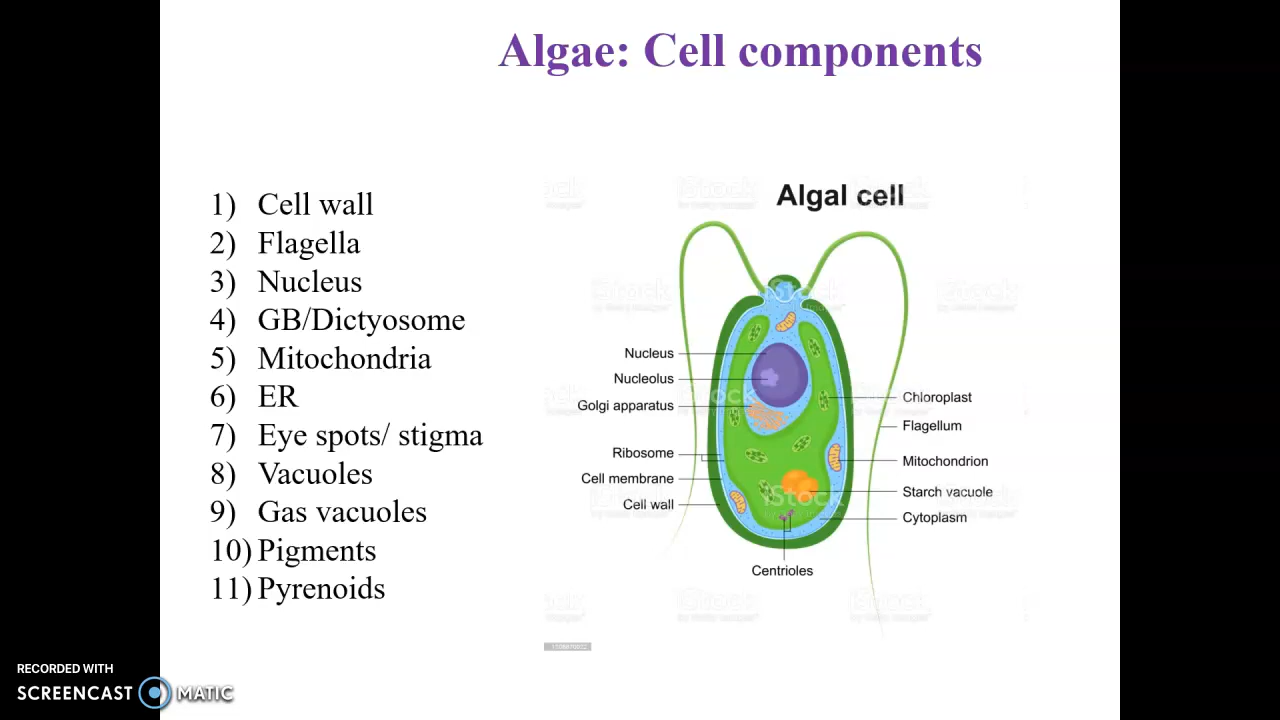 Algae: Cell components
1) Cell wall
2) Flagella
3) Nucleus
4) GB/Dictyosome
5) Mitochondria
6) ER
7) Eye spots/ stigma
8) Vacuoles
9) Gas vacuoles
10) Pigments
11) Pyrenoids
Algal cell
Nucleus
Nucleolus
Golgi apparatus
Ribosome
Cell membrane
Cell wall
Chloroplast
Flagellum
Mitochondrion
Starch vacuole
Cytoplasm
Centrioles
iStock
RECORDED WITH
SCREENCAST MATIC